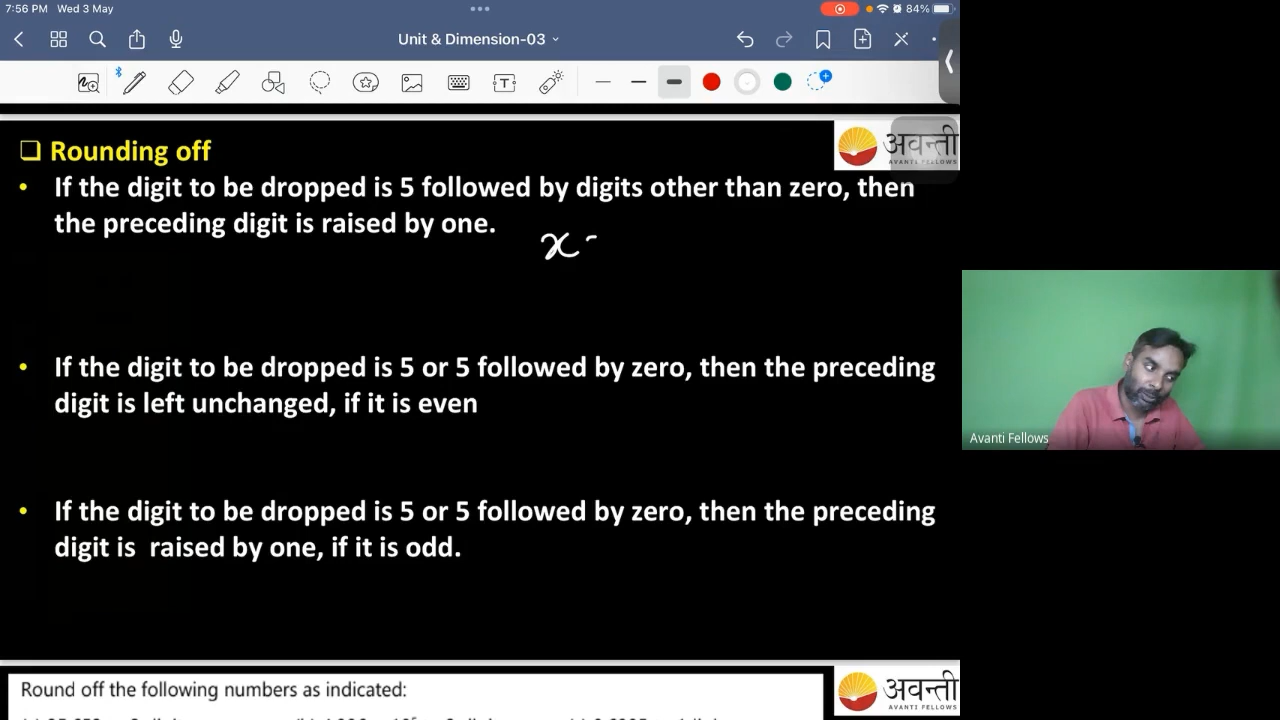 7:56 PM Wed 3 May
84%
Unit & Dimension-03
❑ Rounding off
अवन्ती
AVANTI FELLOWS
• If the digit to be dropped is 5 followed by digits other than zero, then
the preceding digit is raised by one.
x
• If the digit to be dropped is 5 or 5 followed by zero, then the preceding
digit is left unchanged, if it is even
Avanti Fellows
• If the digit to be dropped is 5 or 5 followed by zero, then the preceding
digit is raised by one, if it is odd.
Round off the following numbers as indicated:
अवन्ती
AVANTI FELLOWS